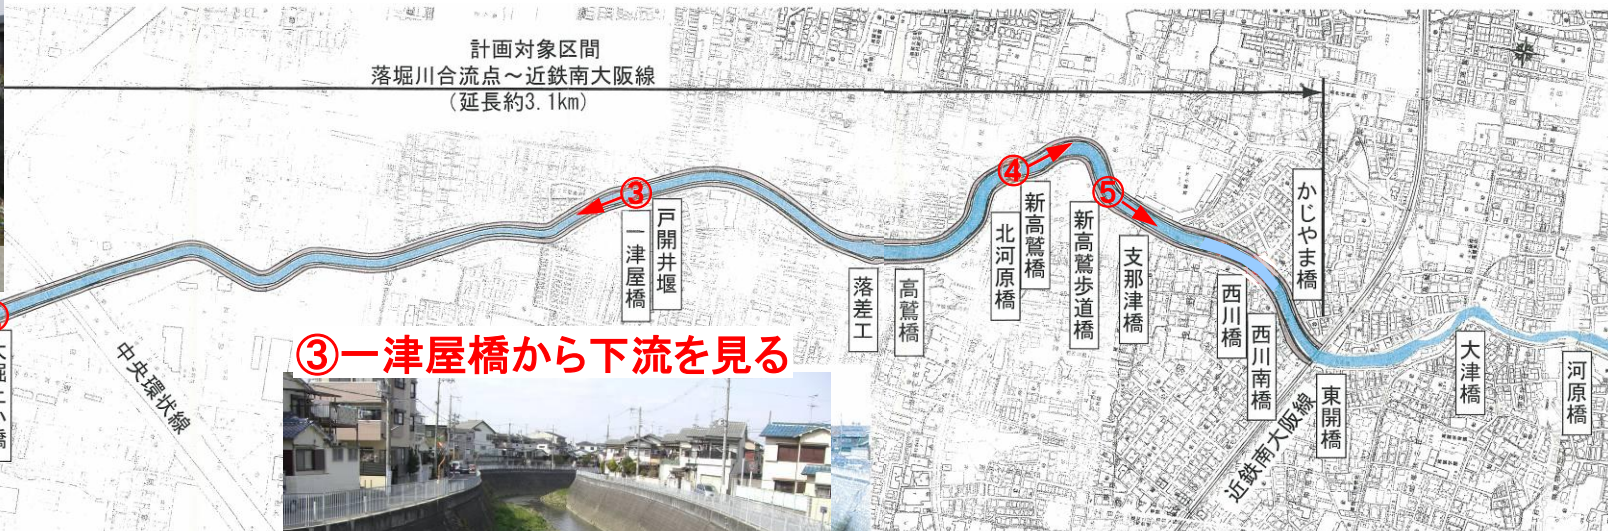 計画対象区間
落堀川合流点～近鉄南大阪線
（延長約3.1km）
③
④
⑤
一津屋橋
戸開井堰
落差工
高鷲橋
北河原橋
新高鷲橋
新高鷲歩道橋
支那津橋
西川橋
西川南橋
かじやま橋
東開橋
大津橋
河原橋
中央環状線
近鉄南大阪線
③一津屋橋から下流を見る